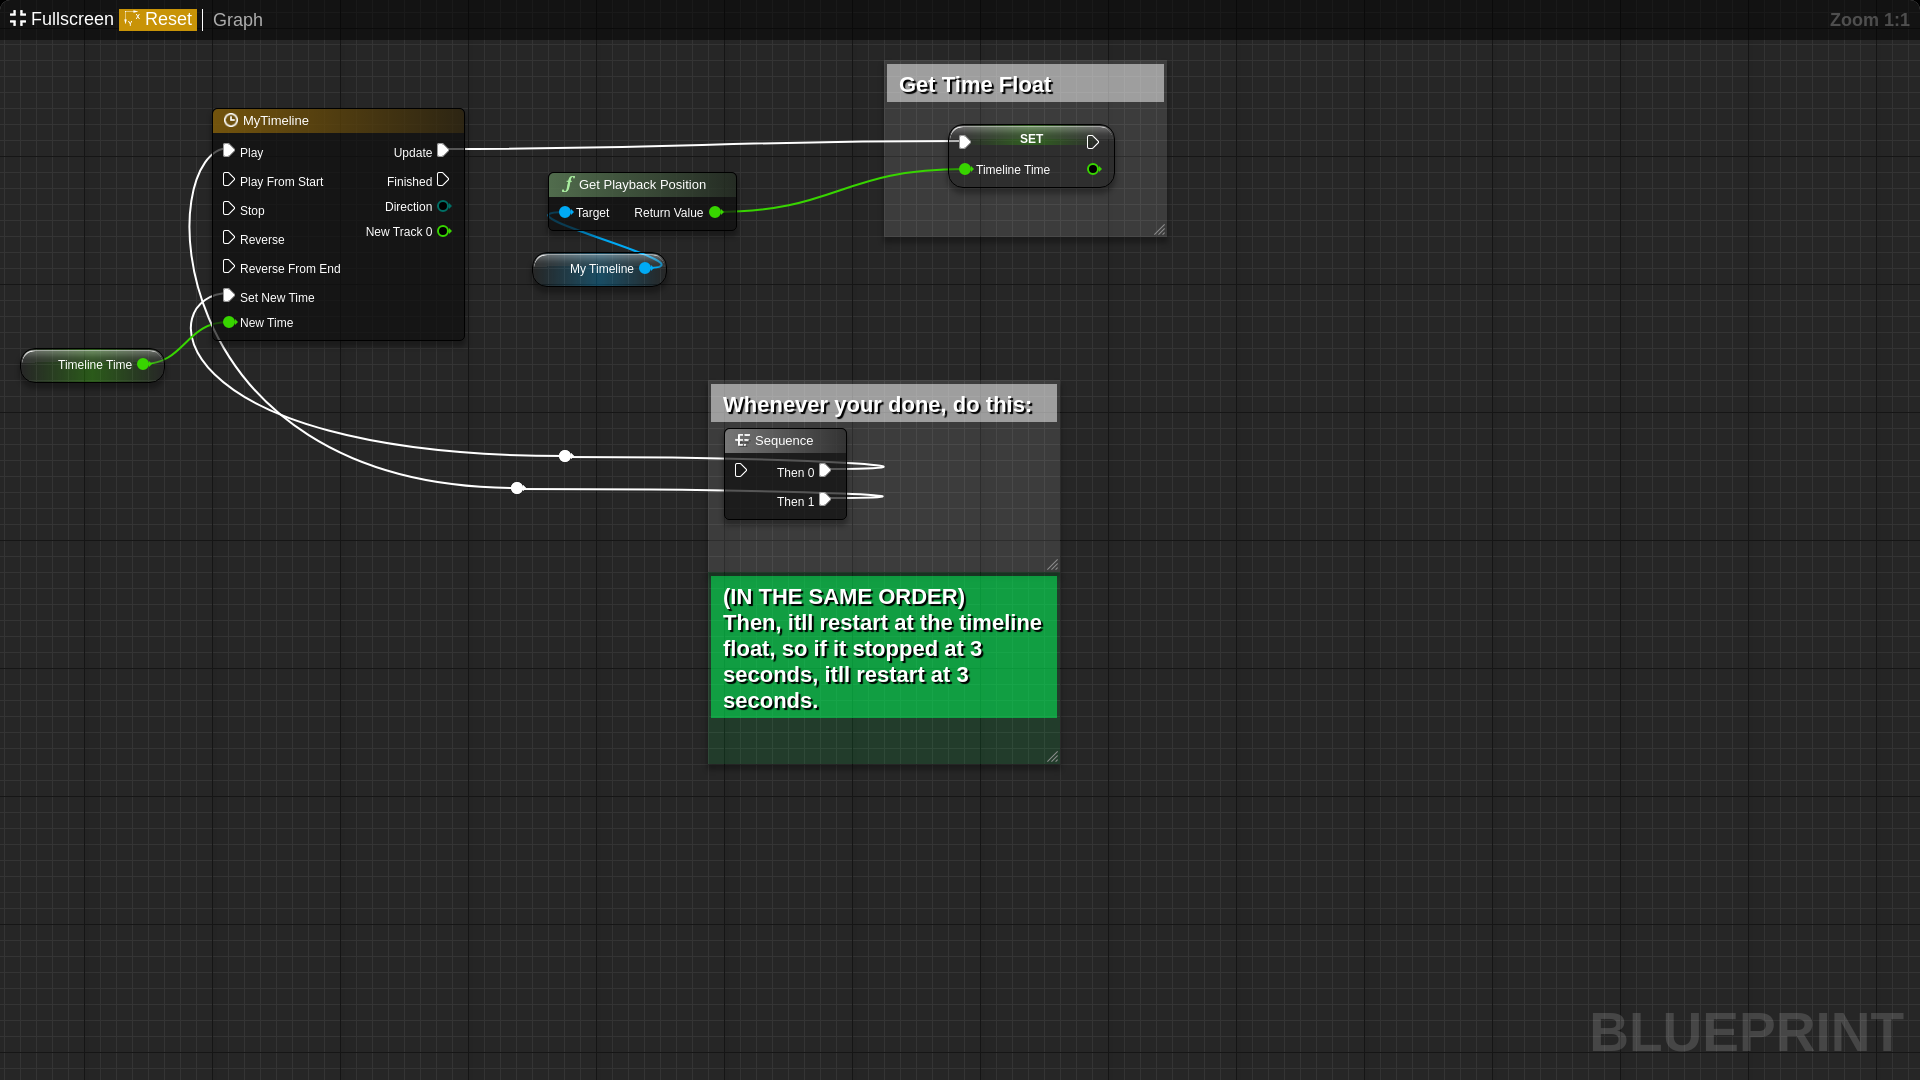 Fullscreen Reset Graph Zoom 1:1
Get Time Float
MyTimeline
SET
Play Update
Timeline Time
Play From Start Finished
Get Playback Position
Stop Direction
Target Return Value
New Track 0
Reverse
Reverse From End
My Timeline
Set New Time
New Time
Timeline Time
Whenever your done, do this:
Sequence
Then 0
Then 1
(IN THE SAME ORDER)
Then, itll restart at the timeline
float, so if it stopped at 3
seconds, itll restart at 3
seconds.
BLUEPRINT